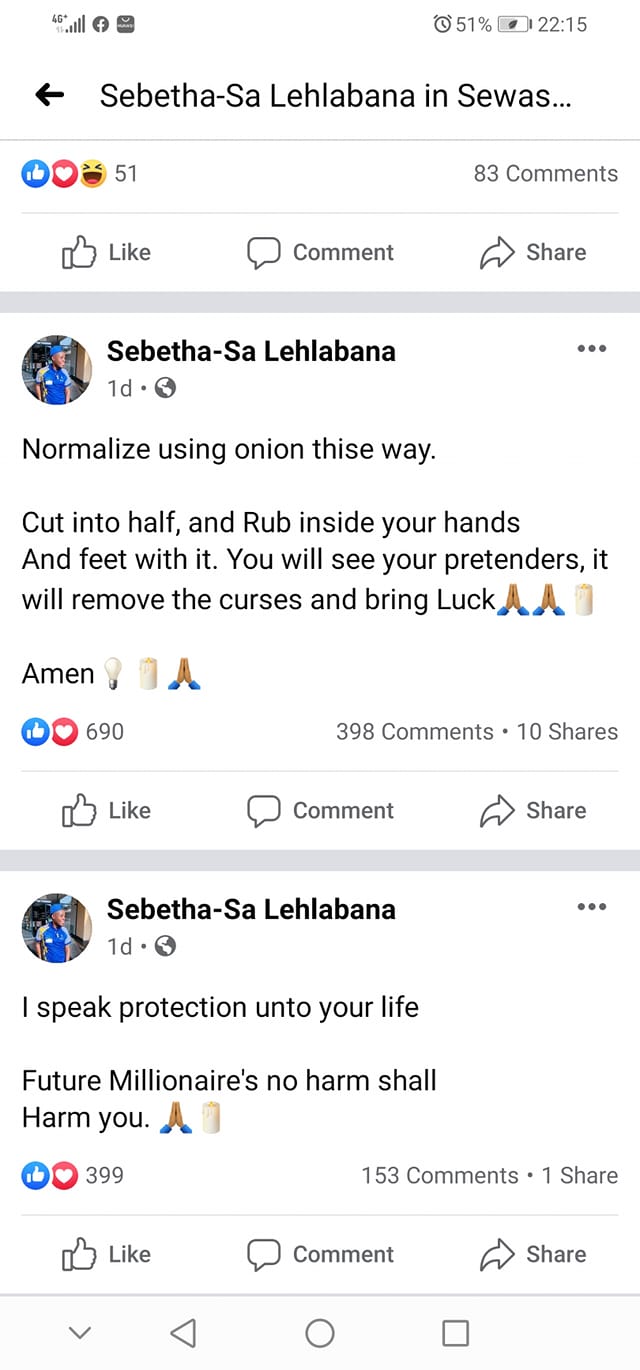 4G+ 51% 22:15
Sebetha-Sa Lehlabana in Sewas...
51 83 Comments
Like Comment Share
Sebetha-Sa Lehlabana
1d •
Normalize using onion thise way.
Cut into half, and Rub inside your hands
And feet with it. You will see your pretenders, it
will remove the curses and bring Luck🙏🏾🙏🏾🕯️
Amen💡🕯️🙏🏾
690 398 Comments • 10 Shares
Like Comment Share
Sebetha-Sa Lehlabana
1d •
I speak protection unto your life
Future Millionaire's no harm shall
Harm you. 🙏🏾🕯️
399 153 Comments • 1 Share
Like Comment Share